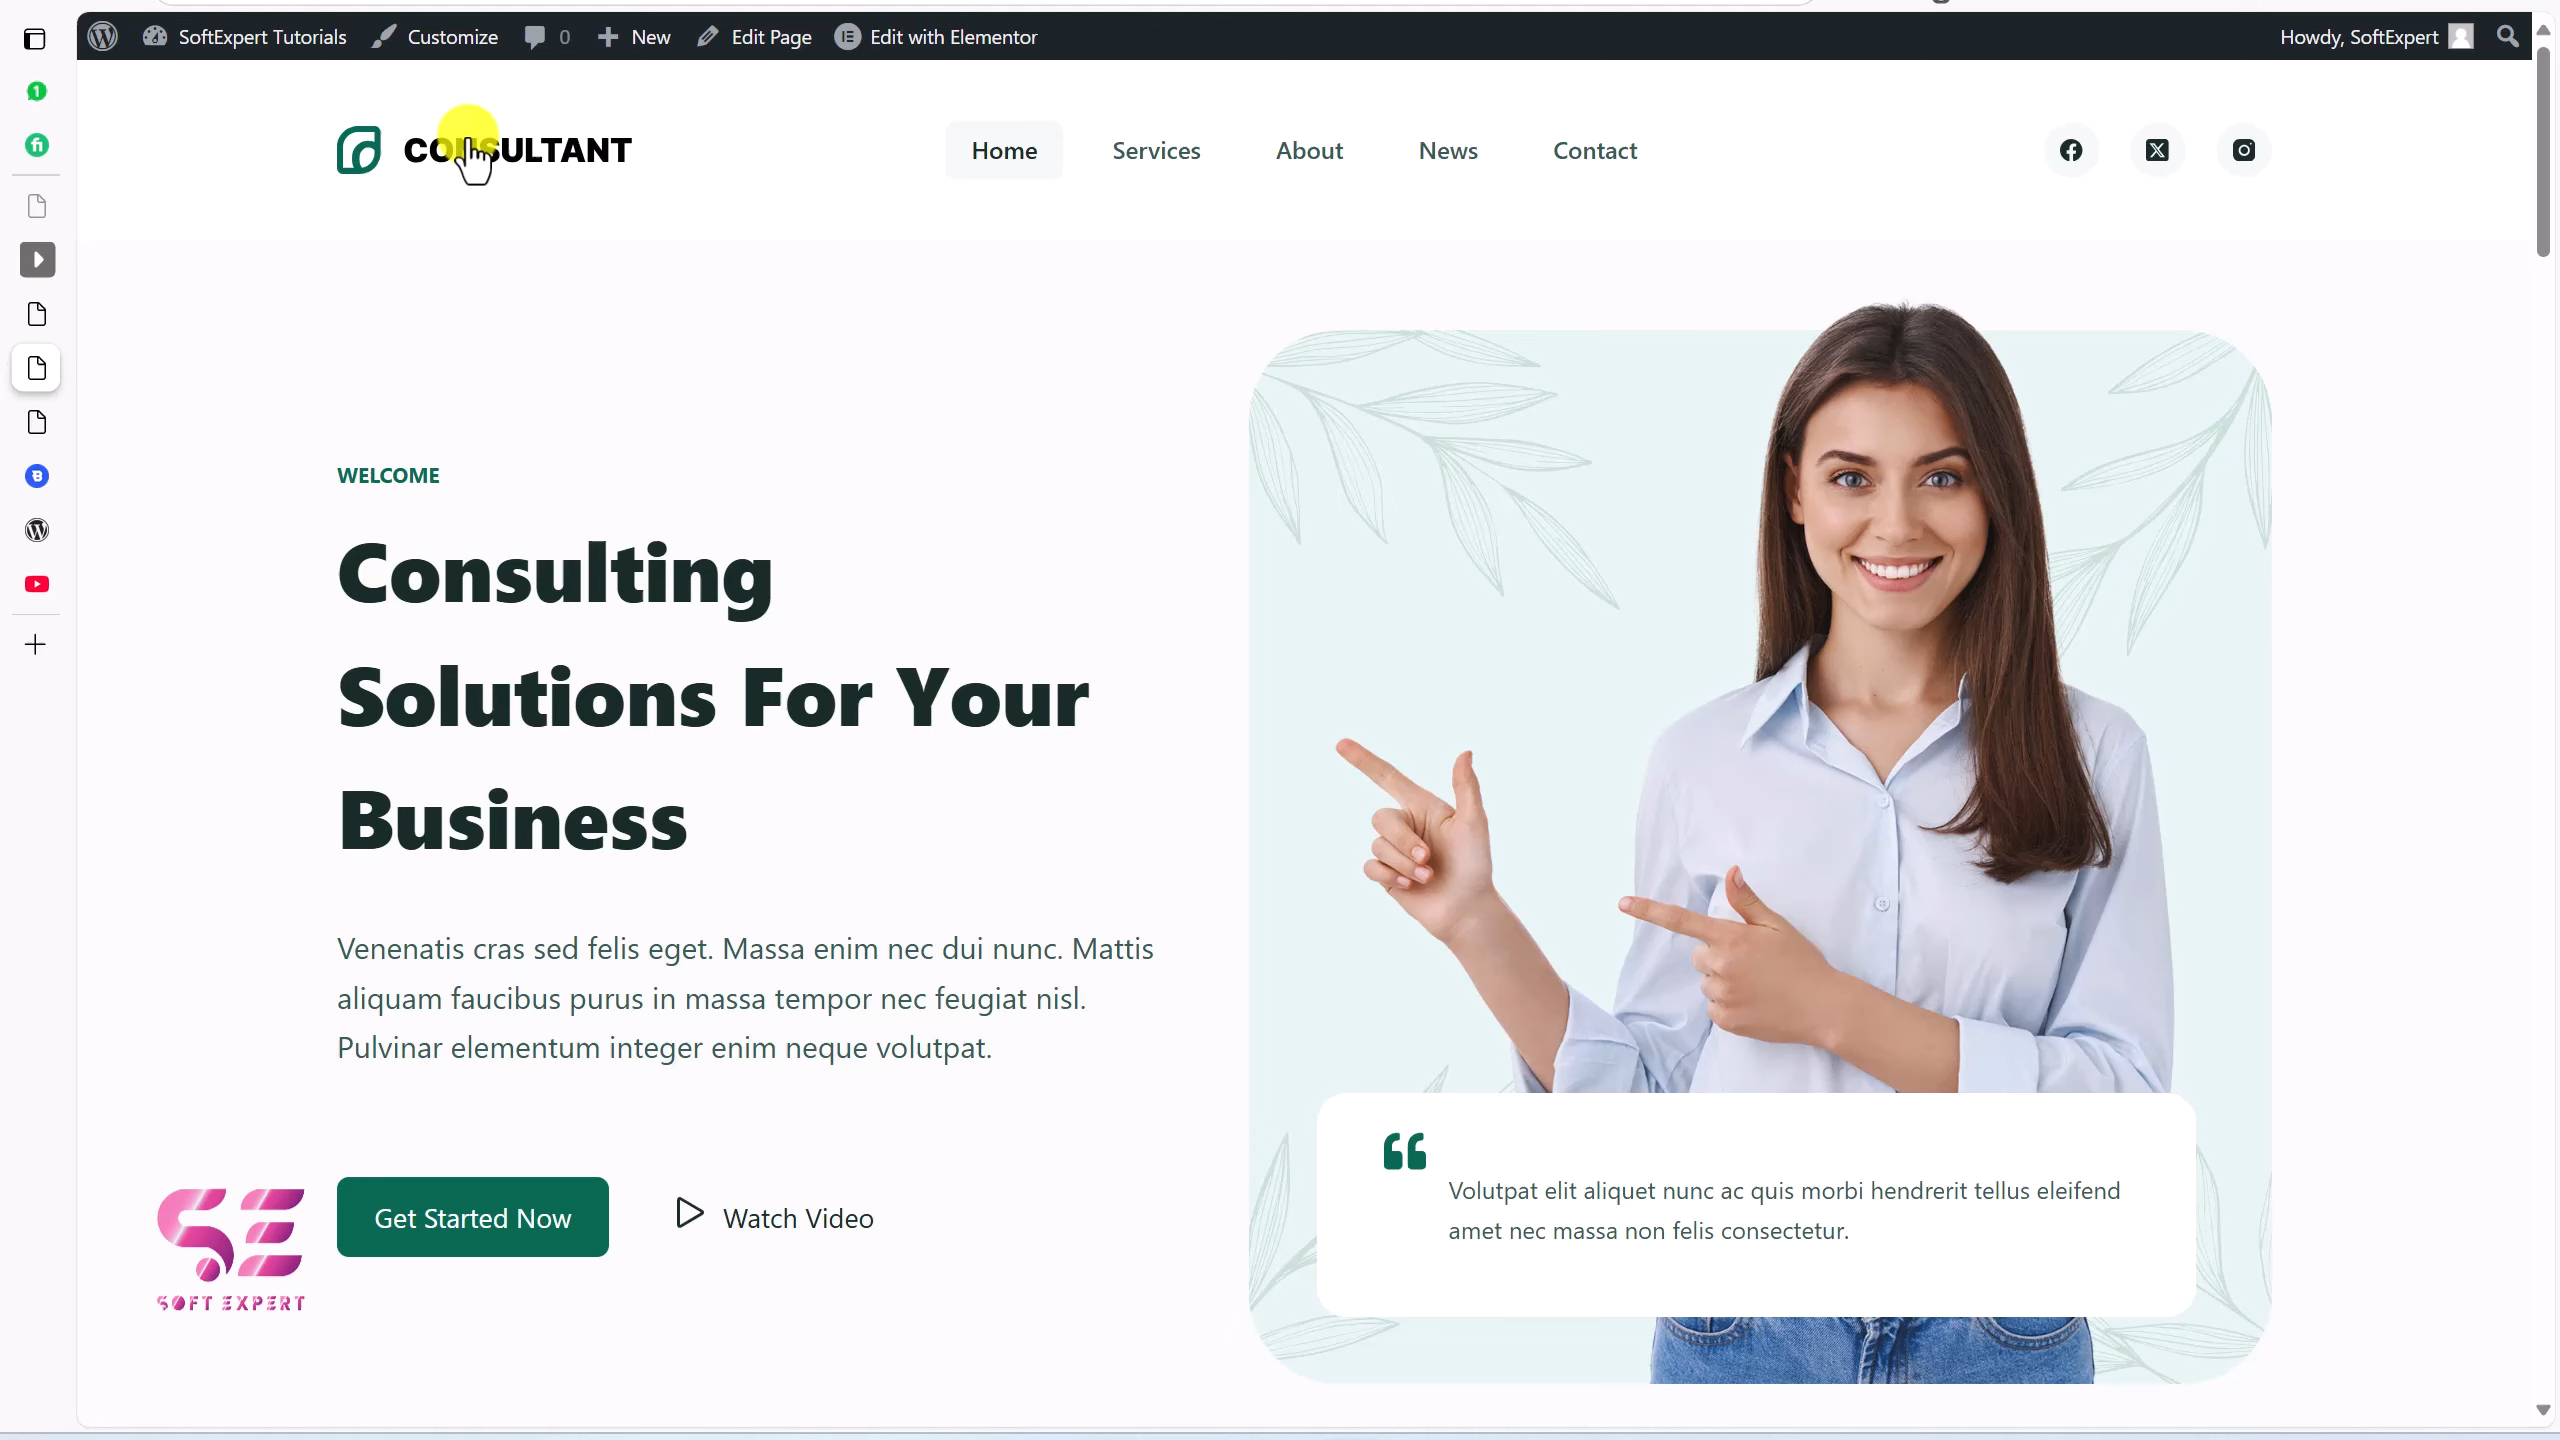 SoftExpert Tutorials Customize 0 New Edit Page Edit with Elementor Howdy, SoftExpert
CONSULTANT Home Services About News Contact
WELCOME
Consulting
Solutions For Your
Business
Venenatis cras sed felis eget. Massa enim nec dui nunc. Mattis
aliquam faucibus purus in massa tempor nec feugiat nisl.
Pulvinar elementum integer enim neque volutpat.
Get Started Now Watch Video
Volutpat elit aliquet nunc ac quis morbi hendrerit tellus eleifend
amet nec massa non felis consectetur.
SE
SOFT EXPERT